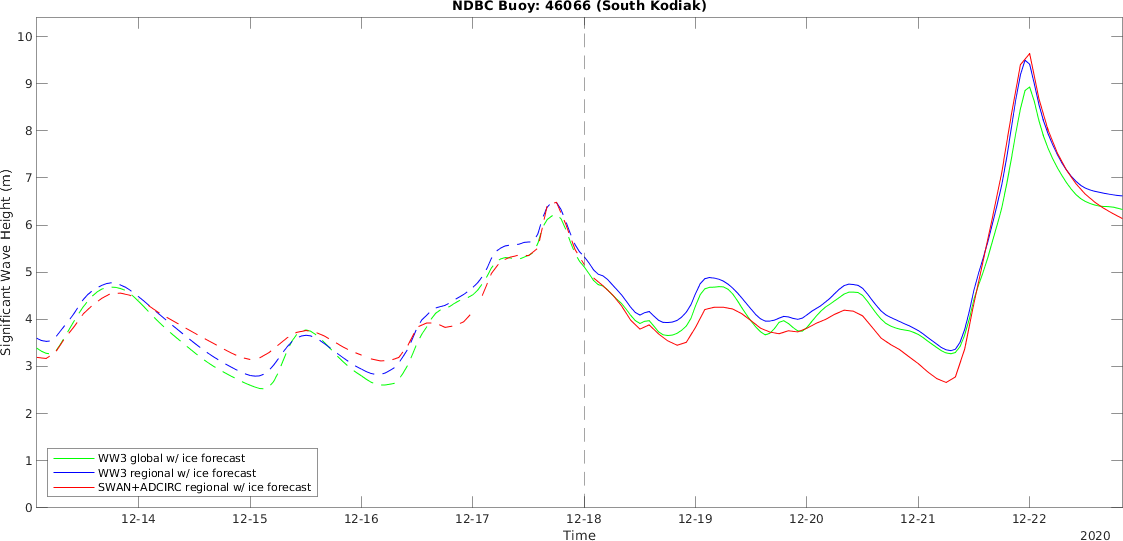 NDBC Buoy: 46066 (South Kodiak)
Significant Wave Height (m)
10
9
8
7
6
5
4
3
2
1
0
WW3 global w/ ice forecast
WW3 regional w/ ice forecast
SWAN+ADCIRC regional w/ ice forecast
12-14 12-15 12-16 12-17 12-18 12-19 12-20 12-21 12-22
Time
2020